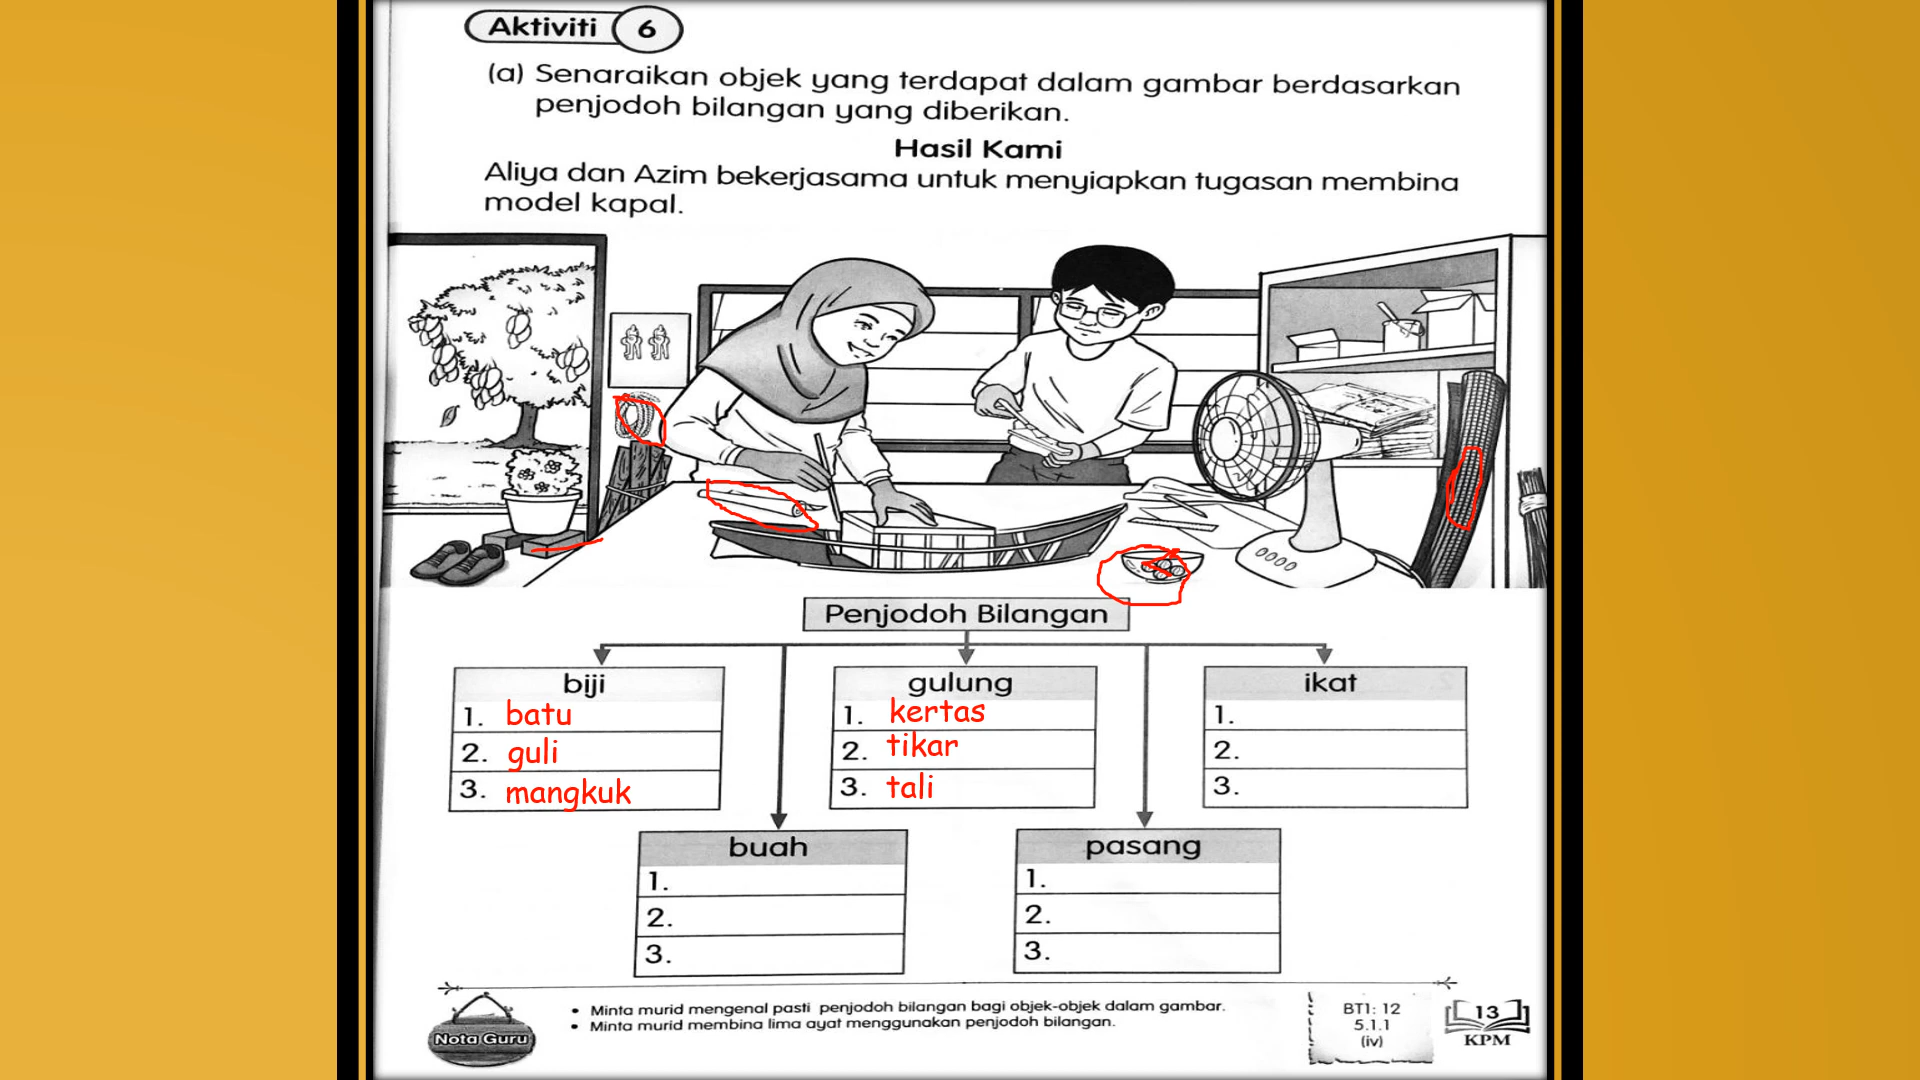 Aktiviti 6
(a) Senaraikan objek yang terdapat dalam gambar berdasarkan
penjodoh bilangan yang diberikan.
Hasil Kami
Aliya dan Azim bekerjasama untuk menyiapkan tugasan membina
model kapal.
Penjodoh Bilangan
biji
1. batu
2. guli
3. mangkuk
gulung
1. kertas
2. tikar
3. tali
ikat
1.
2.
3.
buah
1.
2.
3.
pasang
1.
2.
3.
Nota Guru
• Minta murid mengenal pasti penjodoh bilangan bagi objek-objek dalam gambar.
• Minta murid membina lima ayat menggunakan penjodoh bilangan.
BT1: 12
5.1.1
(iv)
13
KPM